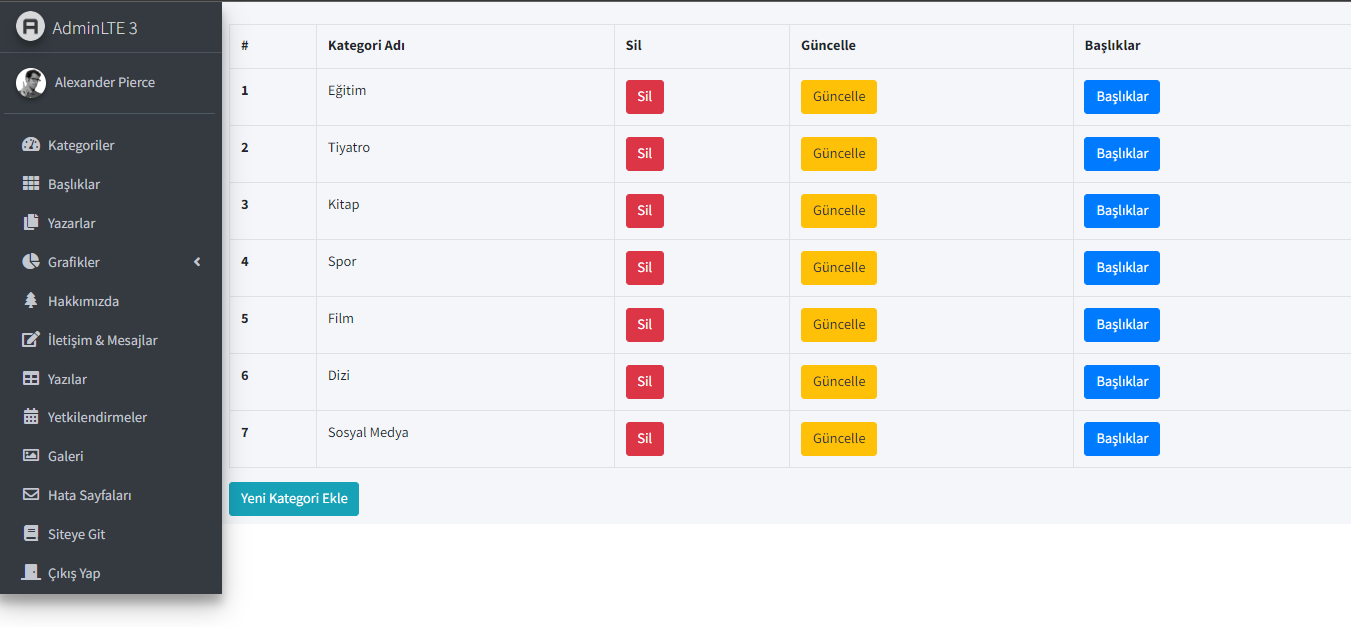 AdminLTE 3
Alexander Pierce
Kategoriler
Başlıklar
Yazarlar
Grafikler
Hakkımızda
İletişim & Mesajlar
Yazılar
Yetkilendirmeler
Galeri
Hata Sayfaları
Siteye Git
Çıkış Yap
# Kategori Adı Sil Güncelle Başlıklar
1 Eğitim Sil Güncelle Başlıklar
2 Tiyatro Sil Güncelle Başlıklar
3 Kitap Sil Güncelle Başlıklar
4 Spor Sil Güncelle Başlıklar
5 Film Sil Güncelle Başlıklar
6 Dizi Sil Güncelle Başlıklar
7 Sosyal Medya Sil Güncelle Başlıklar
Yeni Kategori Ekle